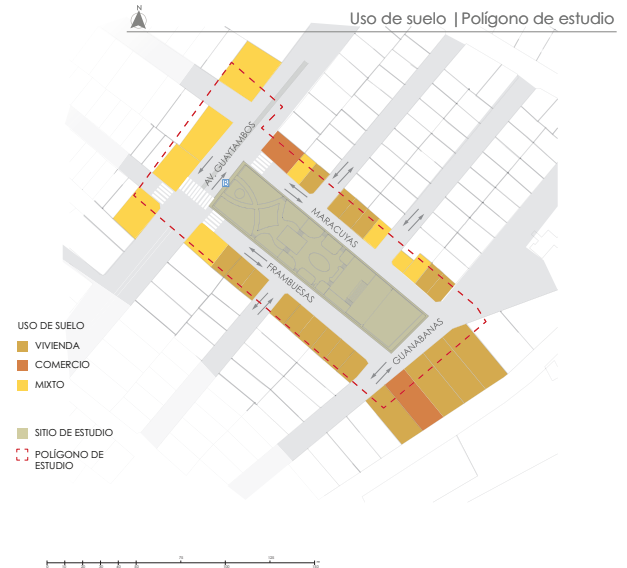 N
Uso de suelo | Polígono de estudio
AV. GUAYTAMBOS
MARACUYAS
FRAMBUESAS
GUANABANAS
USO DE SUELO
VIVIENDA
COMERCIO
MIXTO
SITIO DE ESTUDIO
POLÍGONO DE
ESTUDIO